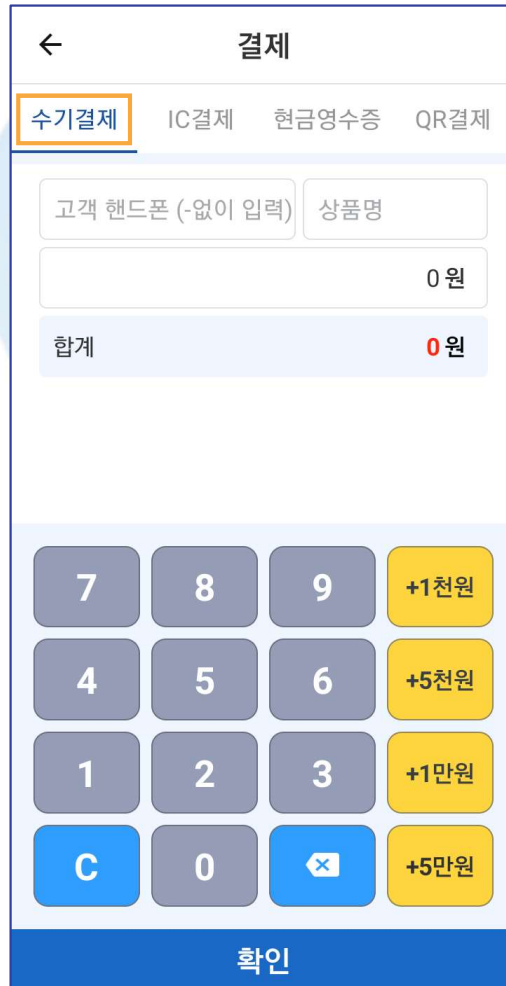 결제
수기결제 IC결제 현금영수증 QR결제
고객 핸드폰 (-없이 입력) 상품명
0 원
합계 0 원
7 8 9 +1천원
4 5 6 +5천원
1 2 3 +1만원
C 0 +5만원
확인